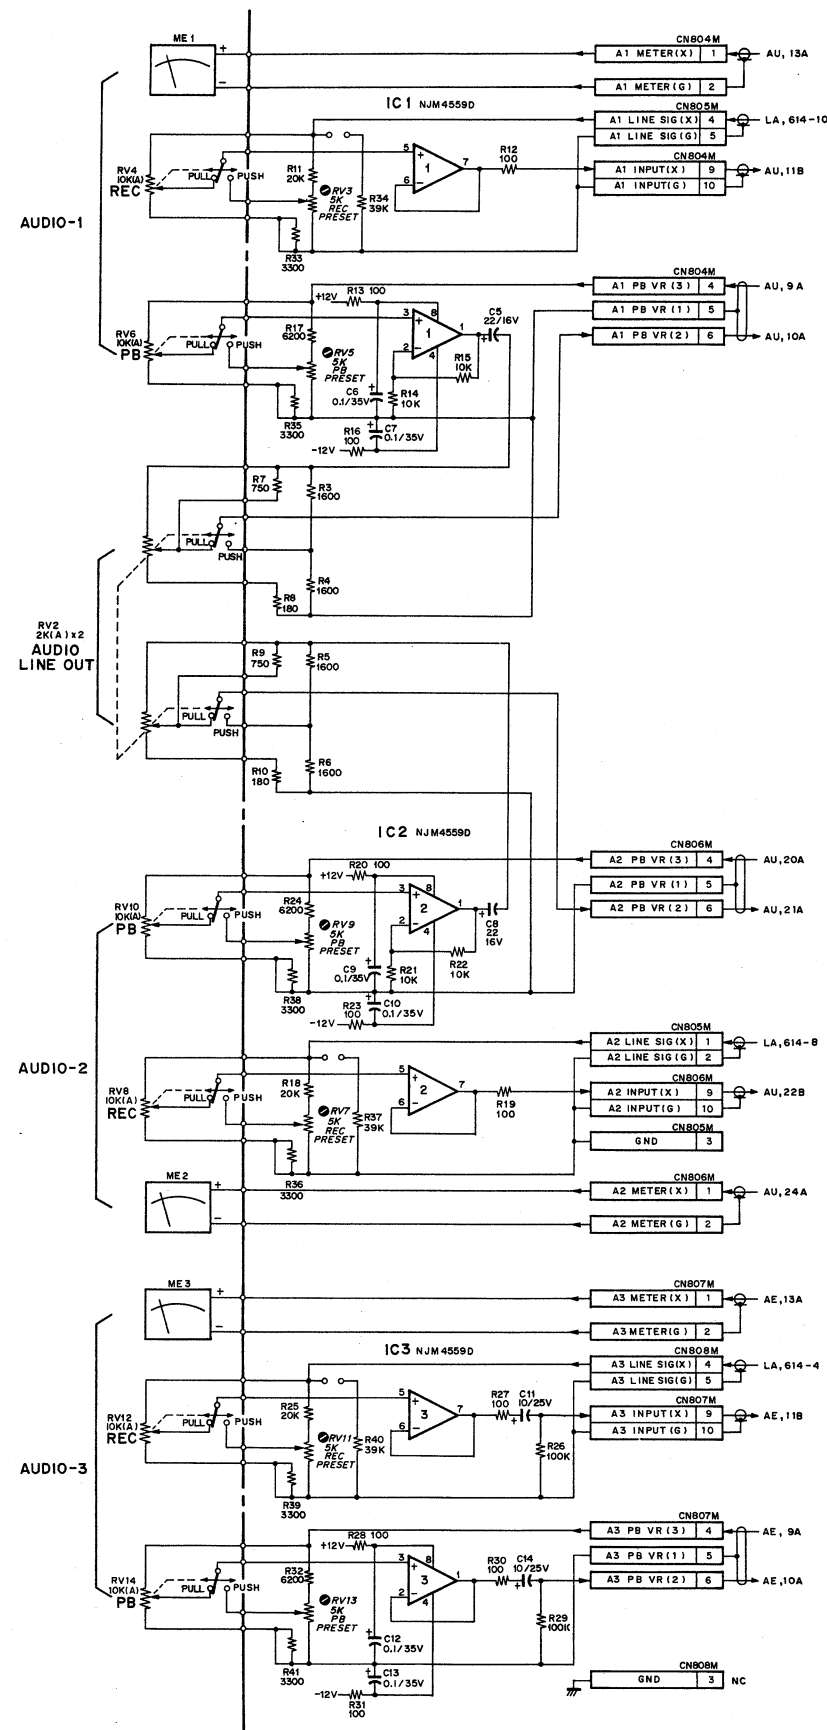 ME1
CN804M
A1 METER(X) 1 AU, 13A
A1 METER(G) 2
IC1 NJM4559D
CN805M
A1 LINE SIG(X) 4 LA, 614-10
A1 LINE SIG(G) 5
CN804M
A1 INPUT(X) 9 AU, 11B
A1 INPUT(G) 10
RV4
10K(A)
REC
PULL PUSH
R11
20K
RV3
5K
REC
PRESET
R34
39K
5 + 7
6 - 1
R12
100
R33
3300
AUDIO-1
CN804M
A1 PB VR(3) 4 AU, 9A
A1 PB VR(1) 5
A1 PB VR(2) 6 AU, 10A
+12V R13 100
RV6
10K(A)
PB
PULL PUSH
R17
6200
RV5
5K
PB
PRESET
3 + 8 1
2 - 4 1
C5
22/16V
R15
10K
R14
10K
C6
0.1/35V
C7
0.1/35V
R16
100
-12V
R35
3300
R7
750
R3
1600
PULL PUSH
R4
1600
R8
180
RV2
2K(A)x2
AUDIO
LINE OUT
R9
750
R5
1600
PULL PUSH
R6
1600
R10
180
IC2 NJM4559D
CN806M
A2 PB VR(3) 4 AU, 20A
A2 PB VR(1) 5
A2 PB VR(2) 6 AU, 21A
R20 100
+12V
RV10
10K(A)
PB
PULL PUSH
R24
6200
RV9
5K
PB
PRESET
3 + 8 1
2 - 4 2
C8
22
16V
R22
10K
R21
10K
C9
0.1/35V
C10
0.1/35V
R23
100
-12V
R38
3300
AUDIO-2
CN805M
A2 LINE SIG(X) 1 LA, 614-8
A2 LINE SIG(G) 2
CN806M
A2 INPUT(X) 9 AU, 22B
A2 INPUT(G) 10
CN805M
GND 3
RV8
10K(A)
REC
PULL PUSH
R18
20K
RV7
5K
REC
PRESET
R37
39K
5 + 7
6 - 2
R19
100
R36
3300
ME2
CN806M
A2 METER(X) 1 AU, 24A
A2 METER(G) 2
ME3
CN807M
A3 METER(X) 1 AE, 13A
A3 METER(G) 2
IC3 NJM4559D
CN808M
A3 LINE SIG(X) 4 LA, 614-4
A3 LINE SIG(G) 5
CN807M
A3 INPUT(X) 9 AE, 11B
A3 INPUT(G) 10
RV12
10K(A)
REC
PULL PUSH
R25
20K
RV11
5K
REC
PRESET
R40
39K
5 + 7
6 - 3
R27
100
C11
10/25V
R26
100K
R39
3300
AUDIO-3
CN807M
A3 PB VR(3) 4 AE, 9A
A3 PB VR(1) 5
A3 PB VR(2) 6 AE, 10A
R28 100
+12V
RV14
10K(A)
PB
PULL PUSH
R32
6200
RV13
5K
PB
PRESET
3 + 8 1
2 - 4 3
R30
100
C14
10/25V
R29
100K
C12
0.1/35V
C13
0.1/35V
R41
3300
-12V
R31
100
CN808M
GND 3 NC